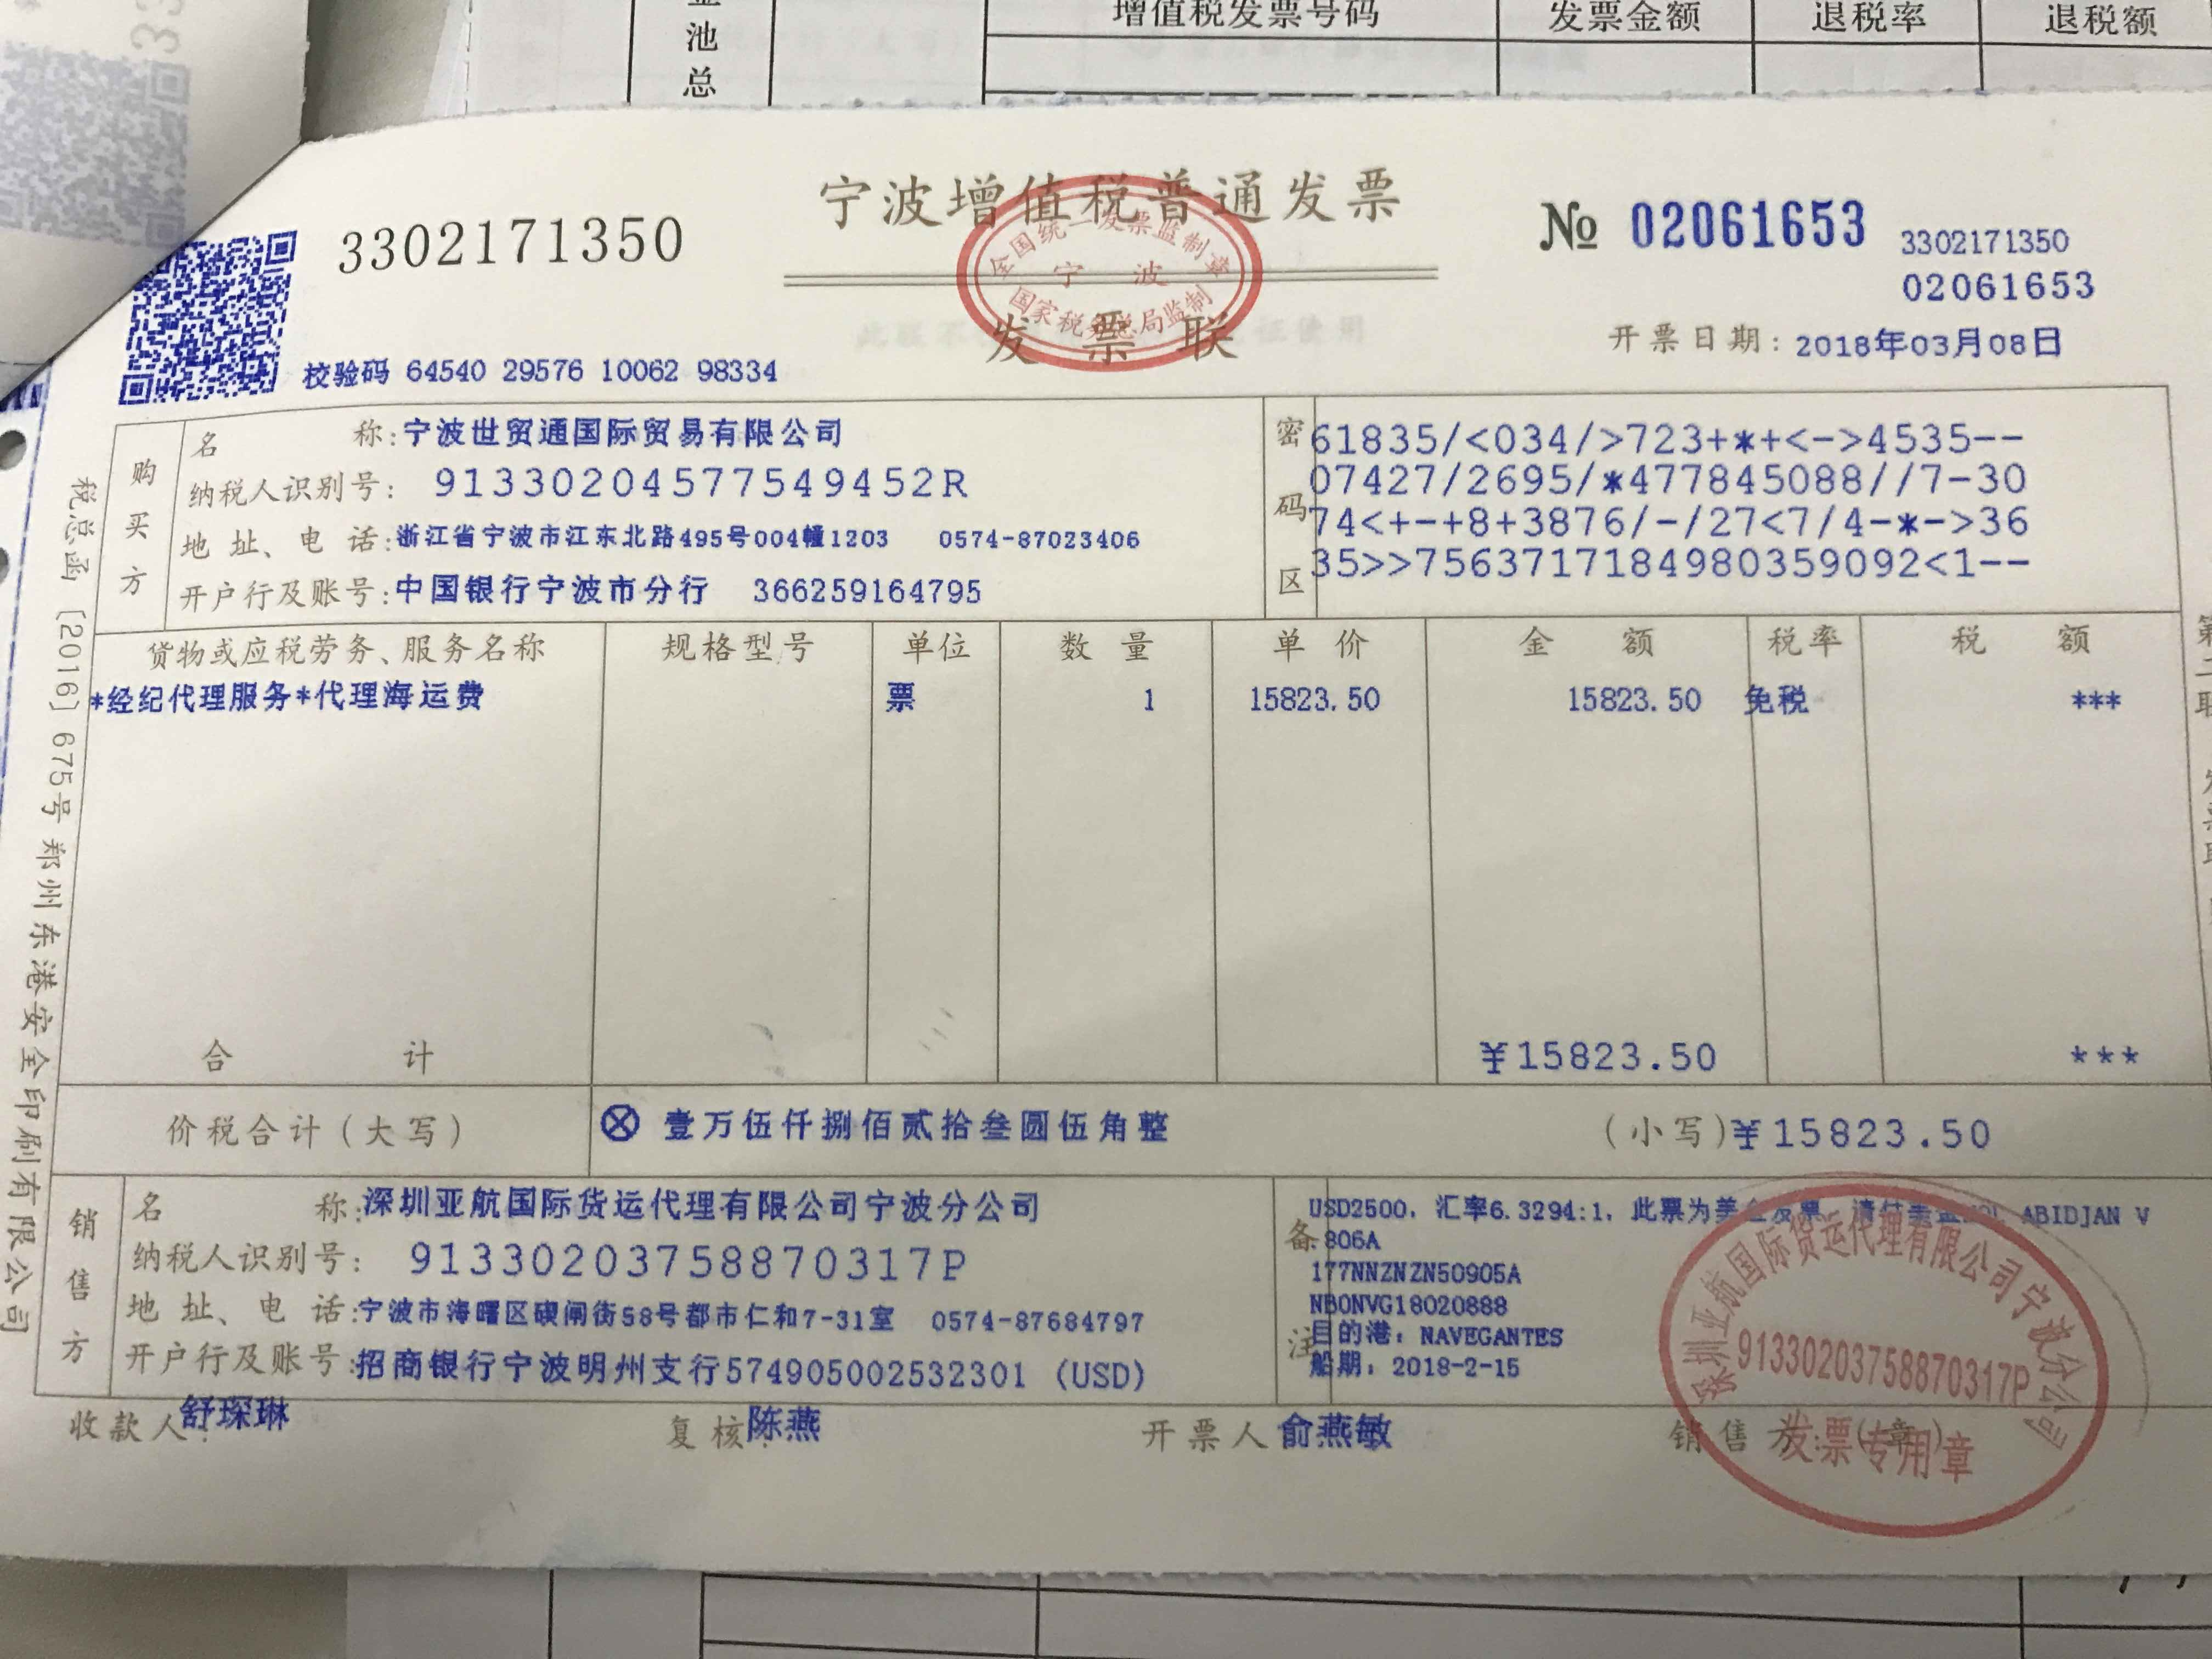 池
总
增值税发票号码 发票金额 退税率 退税额
宁波增值税普通发票
3302171350
№ 02061653
3302171350
02061653
全国统一发票监制章
宁 波
国家税务总局监制
发票联
开票日期: 2018年03月08日
校验码 64540 29576 10062 98334
购买方
名 称: 宁波世贸通国际贸易有限公司
纳税人识别号: 91330204577549452R
地 址、电 话: 浙江省宁波市江东北路495号004幢1203 0574-87023406
开户行及账号: 中国银行宁波市分行 366259164795
密码区
61835/<034/>723+*+<->4535--
07427/2695/*477845088//7-30
74<+-+8+3876/-/27<7/4-*->36
35>>7563717184980359092<1--
货物或应税劳务、服务名称 规格型号 单位 数 量 单 价 金 额 税率 税 额
*经纪代理服务*代理海运费 票 1 15823.50 15823.50 免税 ***
合 计 ¥15823.50 ***
价税合计(大写) ⊗ 壹万伍仟捌佰贰拾叁圆伍角整 (小写)¥15823.50
销售方
名 称: 深圳亚航国际货运代理有限公司宁波分公司
纳税人识别号: 91330203758870317P
地 址、电 话: 宁波市海曙区碶闸街58号都市仁和7-31室 0574-87684797
开户行及账号: 招商银行宁波明州支行574905002532301 (USD)
备注
USD2500, 汇率6.3294:1, 此票为美金发票, 请付美金 ABIDJAN V
806A
177NNZNZN50905A
NBONVG18020888
目的港: NAVEGANTES
船期: 2018-2-15
收款人: 舒琛琳 复核: 陈燕 开票人 俞燕敏 销售方:(章)
深圳亚航国际货运代理有限公司宁波分公司
91330203758870317P
发票专用章
税总函〔2016〕675号 郑州东港安全印刷有限公司
第二联